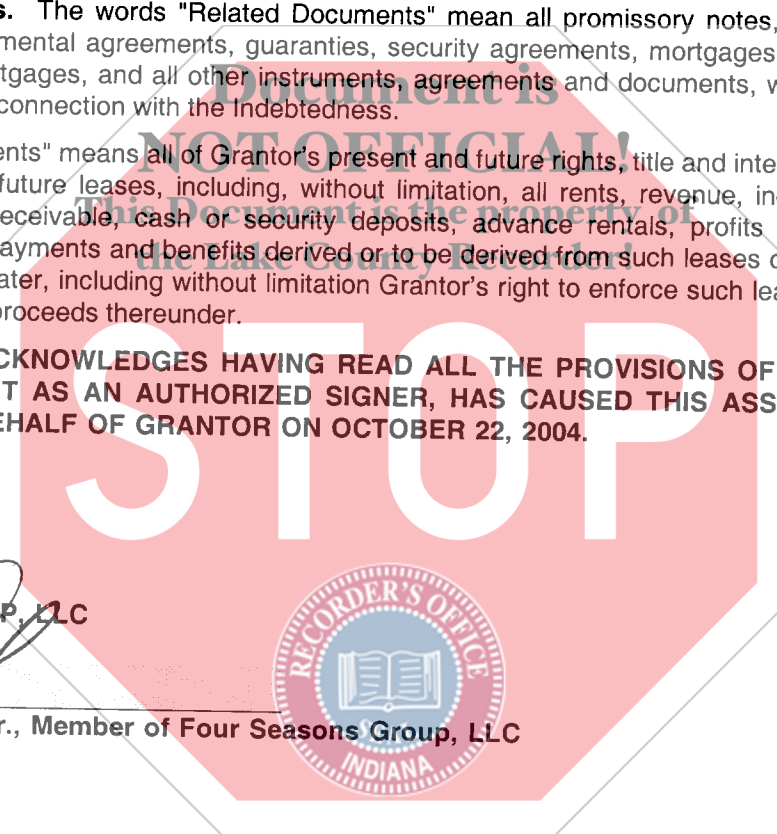 s. The words "Related Documents" mean all promissory notes,
mental agreements, guaranties, security agreements, mortgages
tgages, and all other instruments, agreements and documents, w
connection with the Indebtedness.
Document is
NOT OFFICIAL!
This Document is the property of
the Lake County Recorder!
ents" means all of Grantor's present and future rights, title and inte
future leases, including, without limitation, all rents, revenue, in
eceivable, cash or security deposits, advance rentals, profits
ayments and benefits derived or to be derived from such leases o
ater, including without limitation Grantor's right to enforce such lea
proceeds thereunder.
CKNOWLEDGES HAVING READ ALL THE PROVISIONS OF
T AS AN AUTHORIZED SIGNER, HAS CAUSED THIS ASS
EHALF OF GRANTOR ON OCTOBER 22, 2004.
STOP
P, LLC
r., Member of Four Seasons Group, LLC
RECORDER'S OFFICE
INDIANA